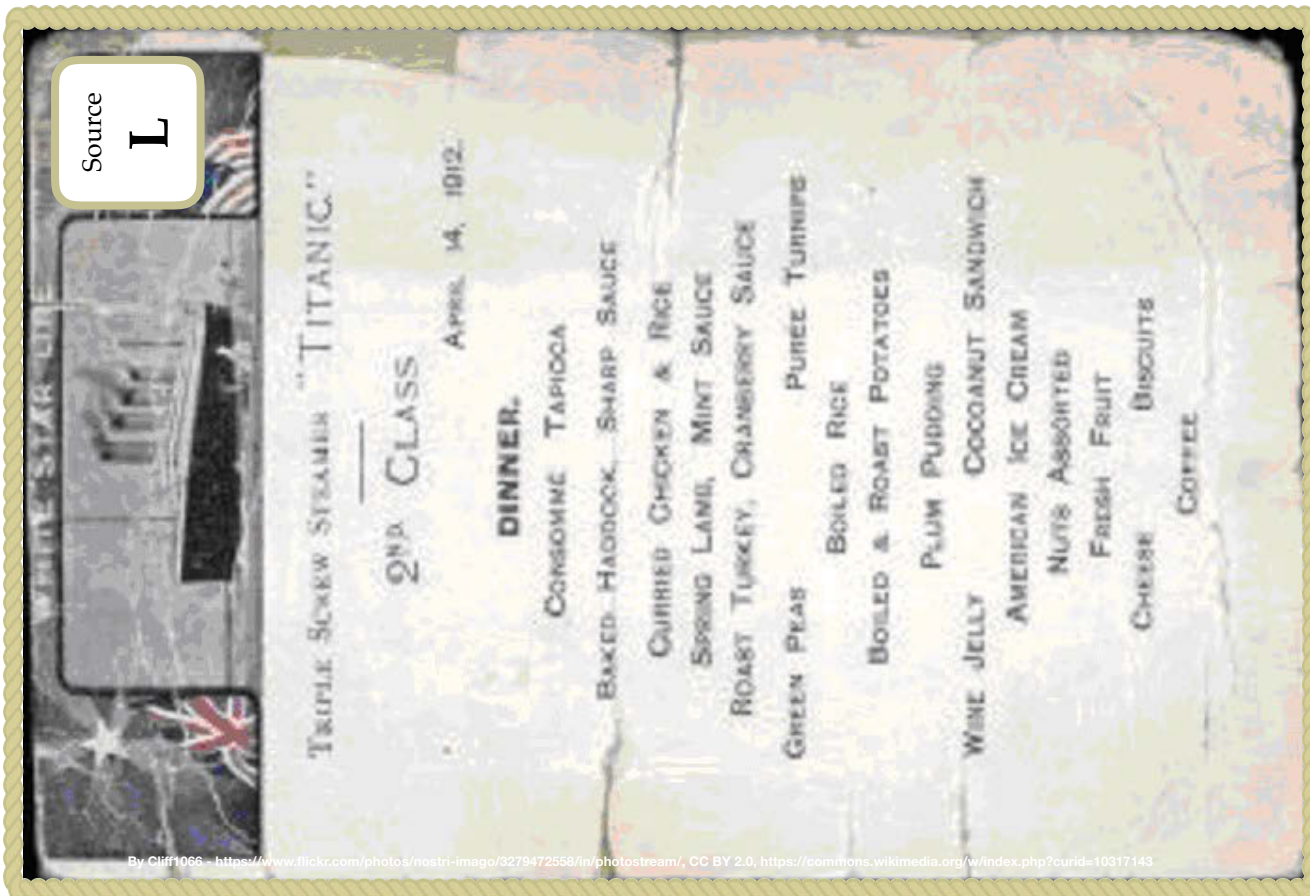 Source
L
WHITE STAR LINE
TRIPLE SCREW STEAMER "TITANIC."
2ND CLASS
APRIL 14, 1912.
DINNER.
CONSOMME TAPIOCA
BAKED HADDOCK, SHARP SAUCE
CURRIED CHICKEN & RICE
SPRING LAMB, MINT SAUCE
ROAST TURKEY, CRANBERRY SAUCE
GREEN PEAS PUREE TURNIPS
BOILED RICE
BOILED & ROAST POTATOES
PLUM PUDDING
WINE JELLY COCOANUT SANDWICH
AMERICAN ICE CREAM
NUTS ASSORTED
FRESH FRUIT
CHEESE BISCUITS
COFFEE
By Cliff1066 - https://www.flickr.com/photos/nostri-imago/3279472558/in/photostream/, CC BY 2.0, https://commons.wikimedia.org/w/index.php?curid=10317143